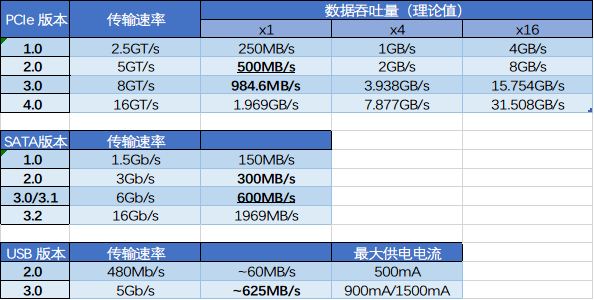 PCIe 版本 传输速率 数据吞吐量（理论值）
x1 x4 x16
1.0 2.5GT/s 250MB/s 1GB/s 4GB/s
2.0 5GT/s 500MB/s 2GB/s 8GB/s
3.0 8GT/s 984.6MB/s 3.938GB/s 15.754GB/s
4.0 16GT/s 1.969GB/s 7.877GB/s 31.508GB/s
SATA版本 传输速率
1.0 1.5Gb/s 150MB/s
2.0 3Gb/s 300MB/s
3.0/3.1 6Gb/s 600MB/s
3.2 16Gb/s 1969MB/s
USB 版本 传输速率 最大供电电流
2.0 480Mb/s ~60MB/s 500mA
3.0 5Gb/s ~625MB/s 900mA/1500mA